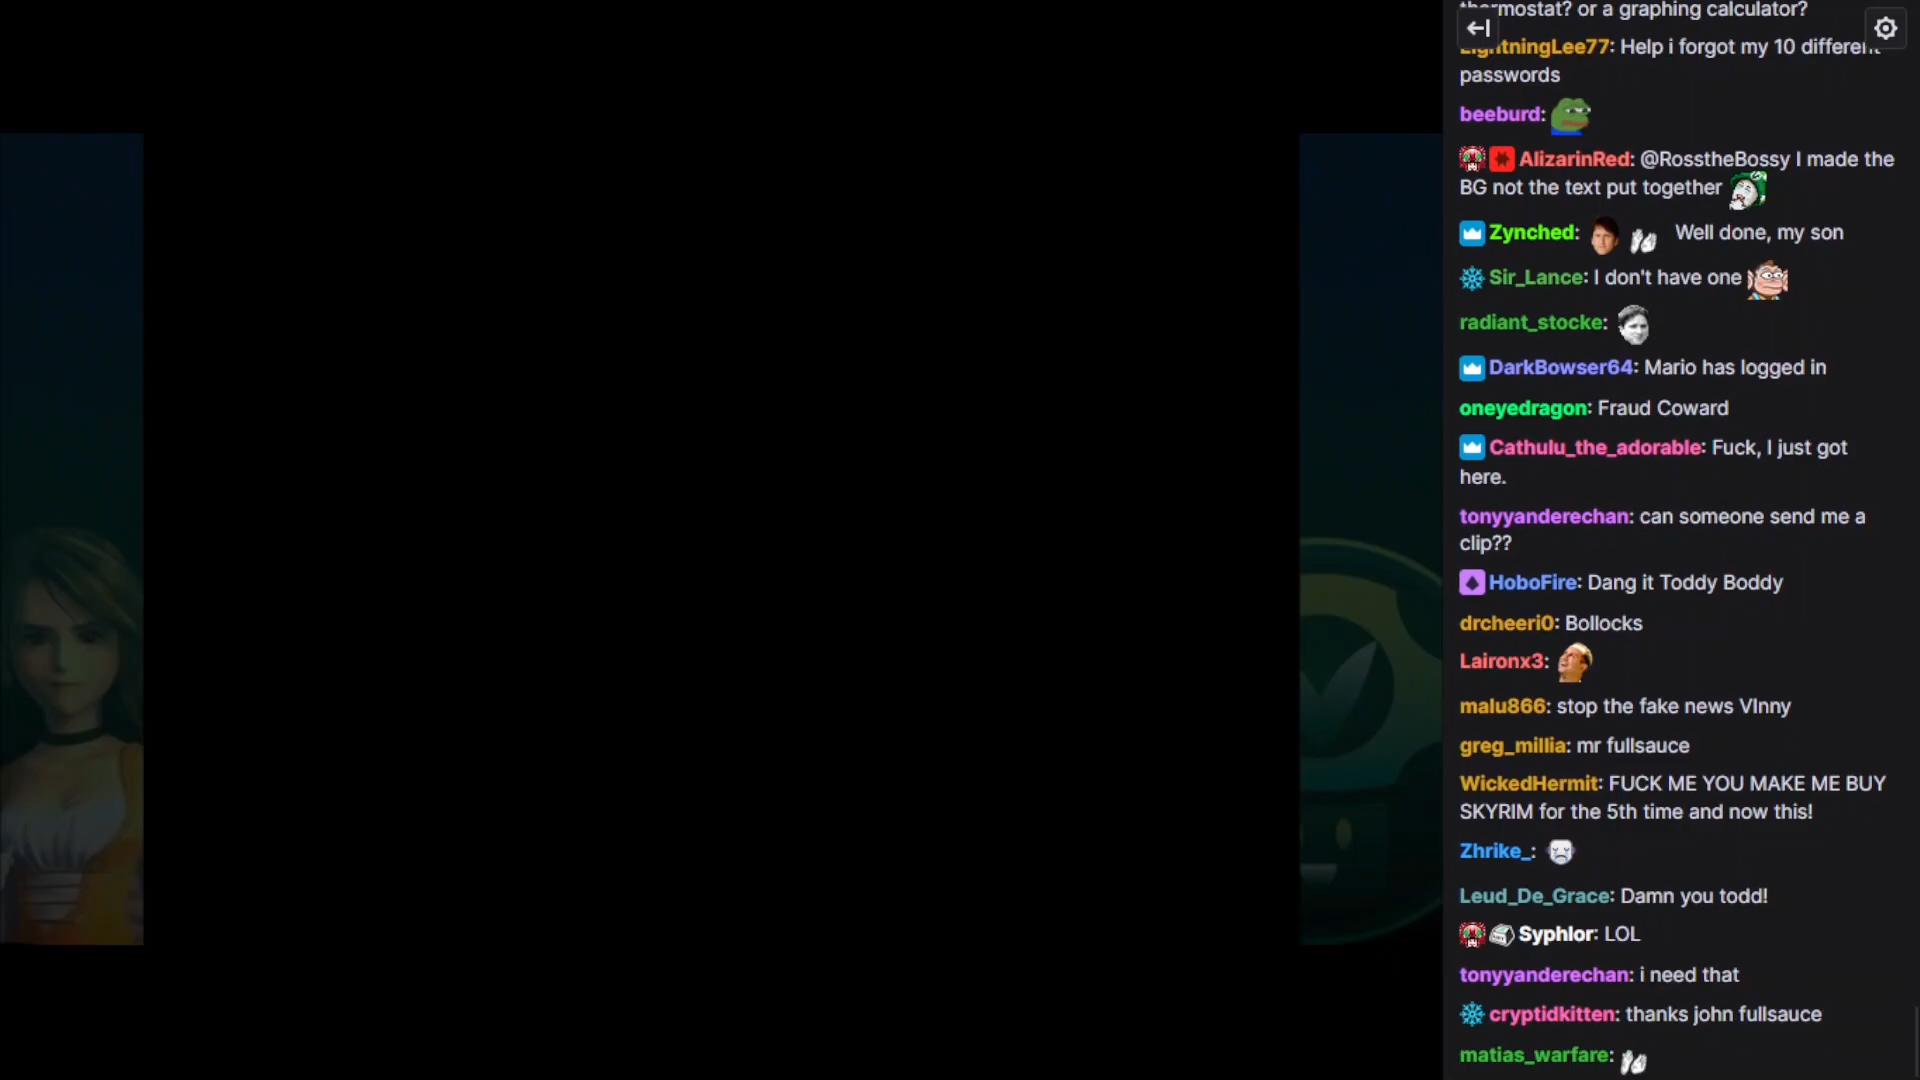 thermostat? or a graphing calculator?
LightningLee77: Help i forgot my 10 different
passwords
beeburd:
AlizarinRed: @RosstheBossy I made the
BG not the text put together
Zynched: Well done, my son
Sir_Lance: I don't have one
radiant_stocke:
DarkBowser64: Mario has logged in
oneyedragon: Fraud Coward
Cathulu_the_adorable: Fuck, I just got
here.
tonyyanderechan: can someone send me a
clip??
HoboFire: Dang it Toddy Boddy
drcheeri0: Bollocks
Laironx3:
malu866: stop the fake news VInny
greg_millia: mr fullsauce
WickedHermit: FUCK ME YOU MAKE ME BUY
SKYRIM for the 5th time and now this!
Zhrike_:
Leud_De_Grace: Damn you todd!
Syphlor: LOL
tonyyanderechan: i need that
cryptidkitten: thanks john fullsauce
matias_warfare: